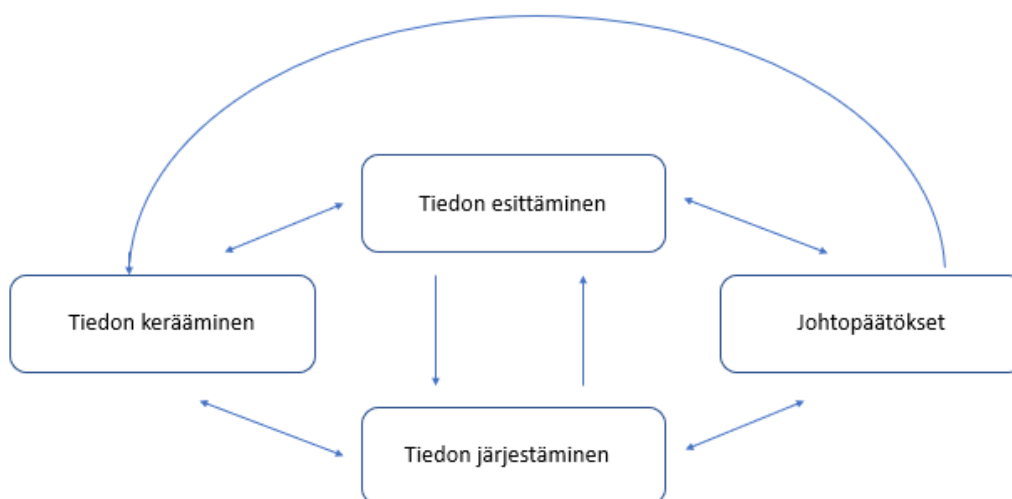 Tiedon esittäminen
Tiedon kerääminen
Johtopäätökset
Tiedon järjestäminen